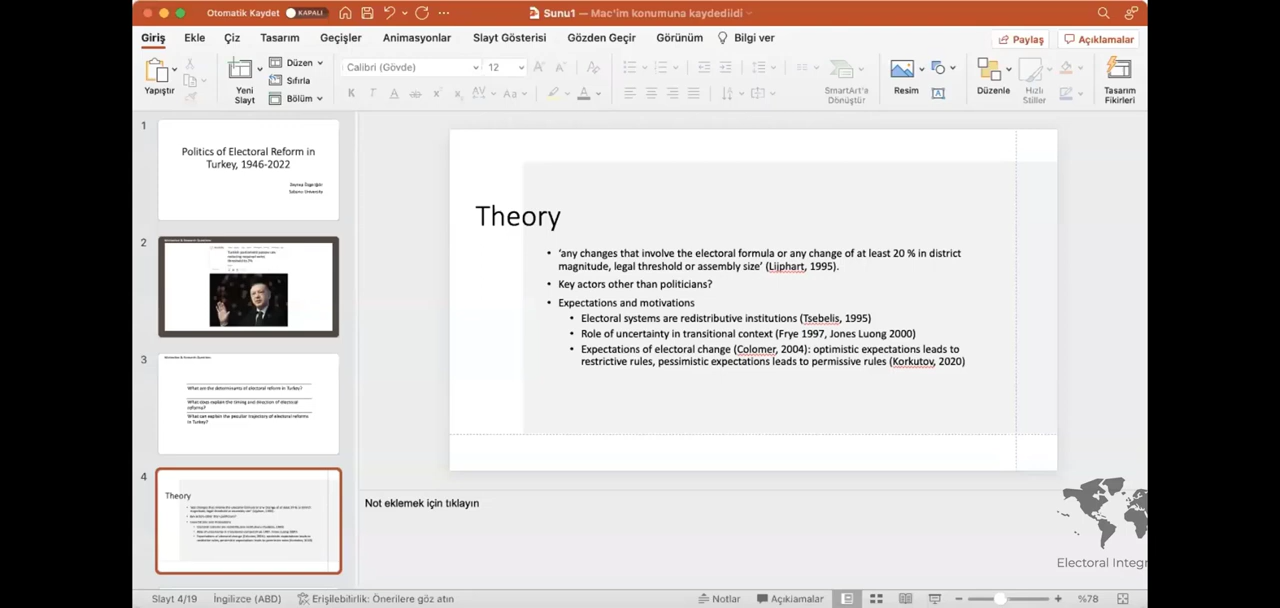 Otomatik Kaydet KAPALI
Sunu1 — Mac'im konumuna kaydedildi
Giriş Ekle Çiz Tasarım Geçişler Animasyonlar Slayt Gösterisi Gözden Geçir Görünüm Bilgi ver Paylaş Açıklamalar
Yapıştır
Yeni Slayt
Düzen
Sıfırla
Bölüm
Calibri (Gövde) 12
SmartArt'a Dönüştür
Resim
Düzenle
Hızlı Stiller
Tasarım Fikirleri
1
Politics of Electoral Reform in
Turkey, 1946-2022
2
3
What are the determinants of electoral reform in Turkey?
What does explain the timing and direction of electoral
reforms?
What can explain the peculiar trajectory of electoral reforms
in Turkey?
4
Theory
Theory
• 'any changes that involve the electoral formula or any change of at least 20 % in district
magnitude, legal threshold or assembly size' (Lijphart, 1995).
• Key actors other than politicians?
• Expectations and motivations
• Electoral systems are redistributive institutions (Tsebelis, 1995)
• Role of uncertainty in transitional context (Frye 1997, Jones Luong 2000)
• Expectations of electoral change (Colomer, 2004): optimistic expectations leads to
restrictive rules, pessimistic expectations leads to permissive rules (Korkutov, 2020)
Not eklemek için tıklayın
Electoral Integr
Slayt 4/19 İngilizce (ABD) Erişilebilirlik: Önerilere göz atın Notlar Açıklamalar %78